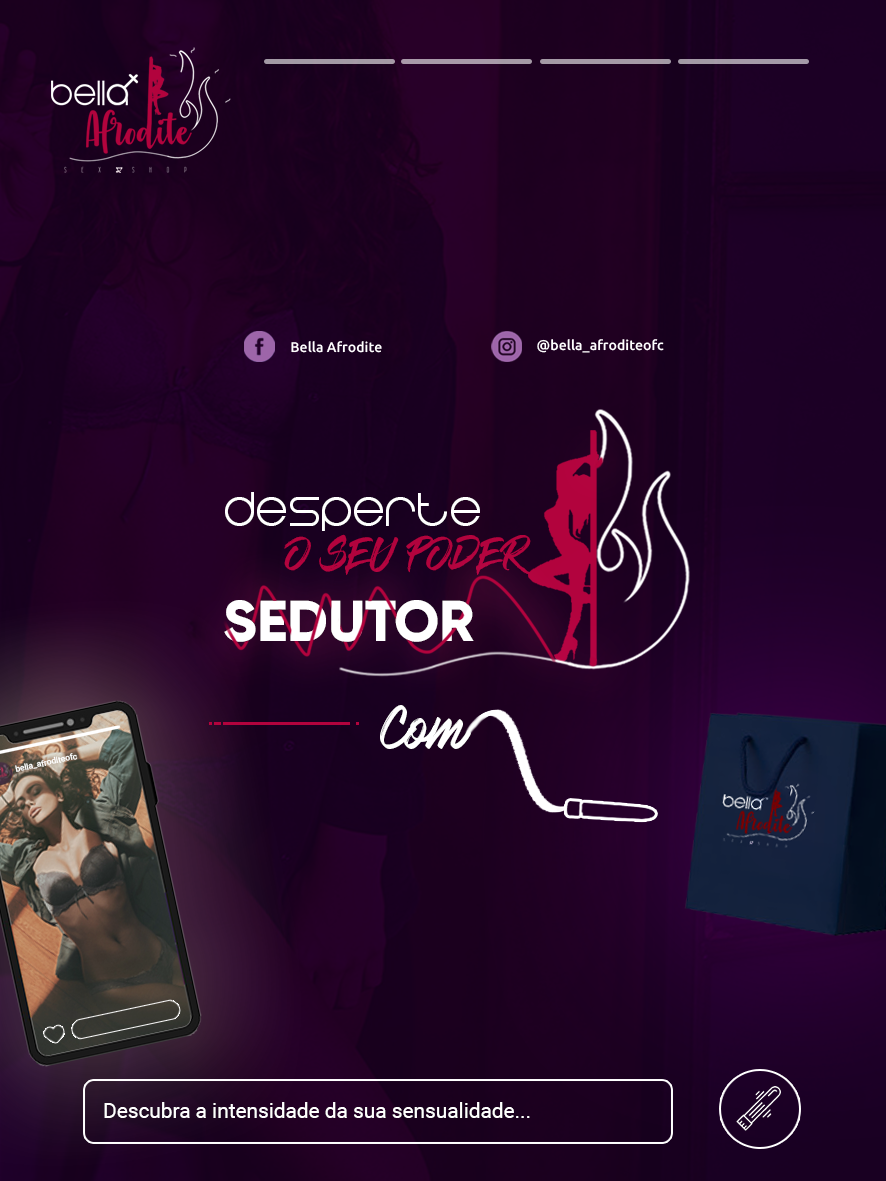 bella
Afrodite
SEX SHOP
Bella Afrodite
@bella_afroditeofc
desperte
O SEU PODER
SEDUTOR
Com
bella_afroditeofc
bella
Afrodite
Descubra a intensidade da sua sensualidade...